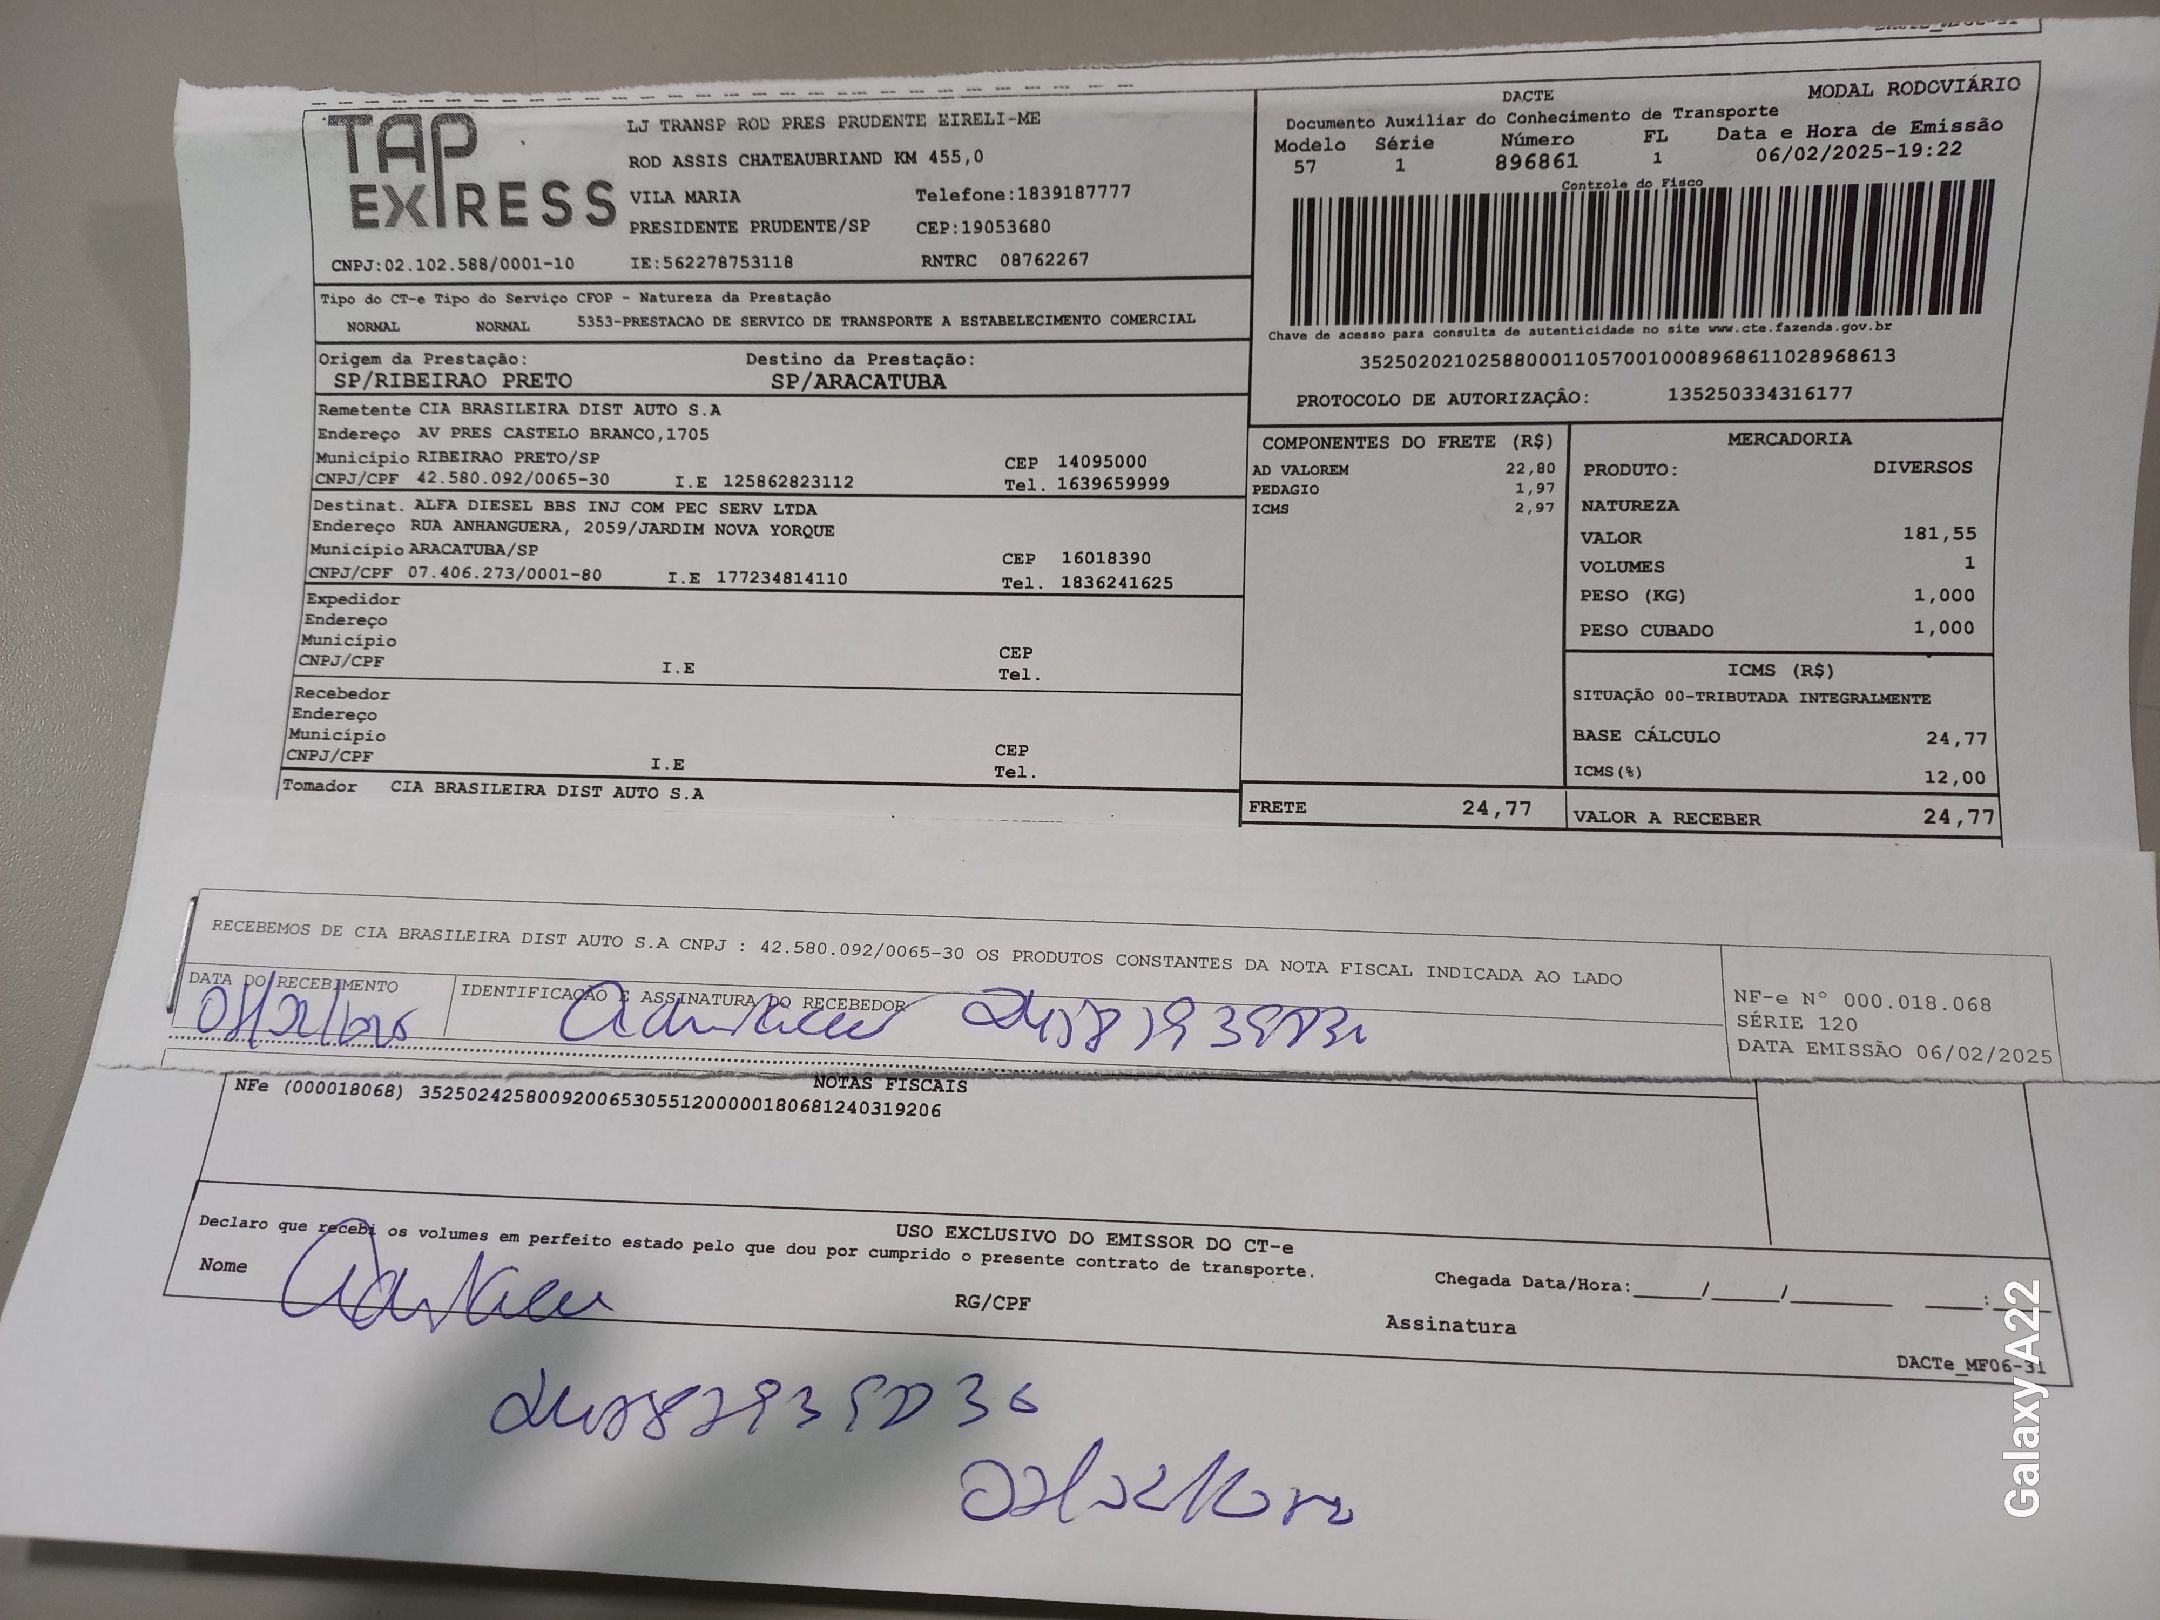 TAP
EXPRESS
LJ TRANSP ROD PRES PRUDENTE EIRELI-ME
ROD ASSIS CHATEAUBRIAND KM 455,0
VILA MARIA Telefone:1839187777
PRESIDENTE PRUDENTE/SP CEP:19053680
CNPJ:02.102.588/0001-10 IE:562278753118 RNTRC 08762267
DACTE MODAL RODOVIÁRIO
Documento Auxiliar do Conhecimento de Transporte
Modelo Série Número FL Data e Hora de Emissão
57 1 896861 1 06/02/2025-19:22
Controle do Fisco
Chave de acesso para consulta de autenticidade no site www.cte.fazenda.gov.br
35250202102588000110570010008968611028968613
PROTOCOLO DE AUTORIZAÇÃO: 135250334316177
Tipo do CT-e Tipo do Serviço CFOP - Natureza da Prestação
NORMAL NORMAL 5353-PRESTACAO DE SERVICO DE TRANSPORTE A ESTABELECIMENTO COMERCIAL
Origem da Prestação: Destino da Prestação:
SP/RIBEIRAO PRETO SP/ARACATUBA
Remetente CIA BRASILEIRA DIST AUTO S.A
Endereço AV PRES CASTELO BRANCO,1705
Município RIBEIRAO PRETO/SP CEP 14095000
CNPJ/CPF 42.580.092/0065-30 I.E 125862823112 Tel. 1639659999
Destinat. ALFA DIESEL BBS INJ COM PEC SERV LTDA
Endereço RUA ANHANGUERA, 2059/JARDIM NOVA YORQUE
Município ARACATUBA/SP CEP 16018390
CNPJ/CPF 07.406.273/0001-80 I.E 177234814110 Tel. 1836241625
Expedidor
Endereço
Município CEP
CNPJ/CPF I.E Tel.
Recebedor
Endereço
Município CEP
CNPJ/CPF I.E Tel.
Tomador CIA BRASILEIRA DIST AUTO S.A
COMPONENTES DO FRETE (R$)
AD VALOREM 22,80
PEDAGIO 1,97
ICMS 2,97
FRETE 24,77
MERCADORIA
PRODUTO: DIVERSOS
NATUREZA
VALOR 181,55
VOLUMES 1
PESO (KG) 1,000
PESO CUBADO 1,000
ICMS (R$)
SITUAÇÃO 00-TRIBUTADA INTEGRALMENTE
BASE CÁLCULO 24,77
ICMS(%) 12,00
VALOR A RECEBER 24,77
RECEBEMOS DE CIA BRASILEIRA DIST AUTO S.A CNPJ : 42.580.092/0065-30 OS PRODUTOS CONSTANTES DA NOTA FISCAL INDICADA AO LADO
DATA DO RECEBIMENTO IDENTIFICAÇÃO E ASSINATURA DO RECEBEDOR
NF-e Nº 000.018.068
SÉRIE 120
DATA EMISSÃO 06/02/2025
NOTAS FISCAIS
NFe (000018068) 35250242580092006530551200000180681240319206
USO EXCLUSIVO DO EMISSOR DO CT-e
Declaro que recebi os volumes em perfeito estado pelo que dou por cumprido o presente contrato de transporte.
Nome RG/CPF Chegada Data/Hora:_____/_____/_______ ____:____
Assinatura
DACTe_MF06-31
Galaxy A22